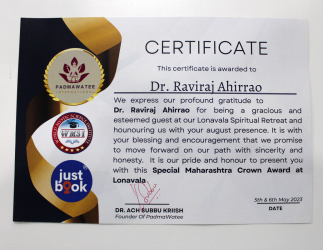 CERTIFICATE
This certificate is awarded to
Dr. Raviraj Ahirrao
We express our profound gratitude to
Dr. Raviraj Ahirrao for being a gracious and
esteemed guest at our Lonavala Spiritual Retreat and
hounouring us with your august presence. It is with
your blessing and encouragement that we promise
to move forward on our path with sincerity and
honesty. It is our pride and honour to present you
with this Special Maharashtra Crown Award at
Lonavala
PADMAWATEE
INTERNATIONAL
just
book
DR. ACH SUBBU KRIISH
Founder Of PadmaWatee
5th & 6th May 2023
DATE